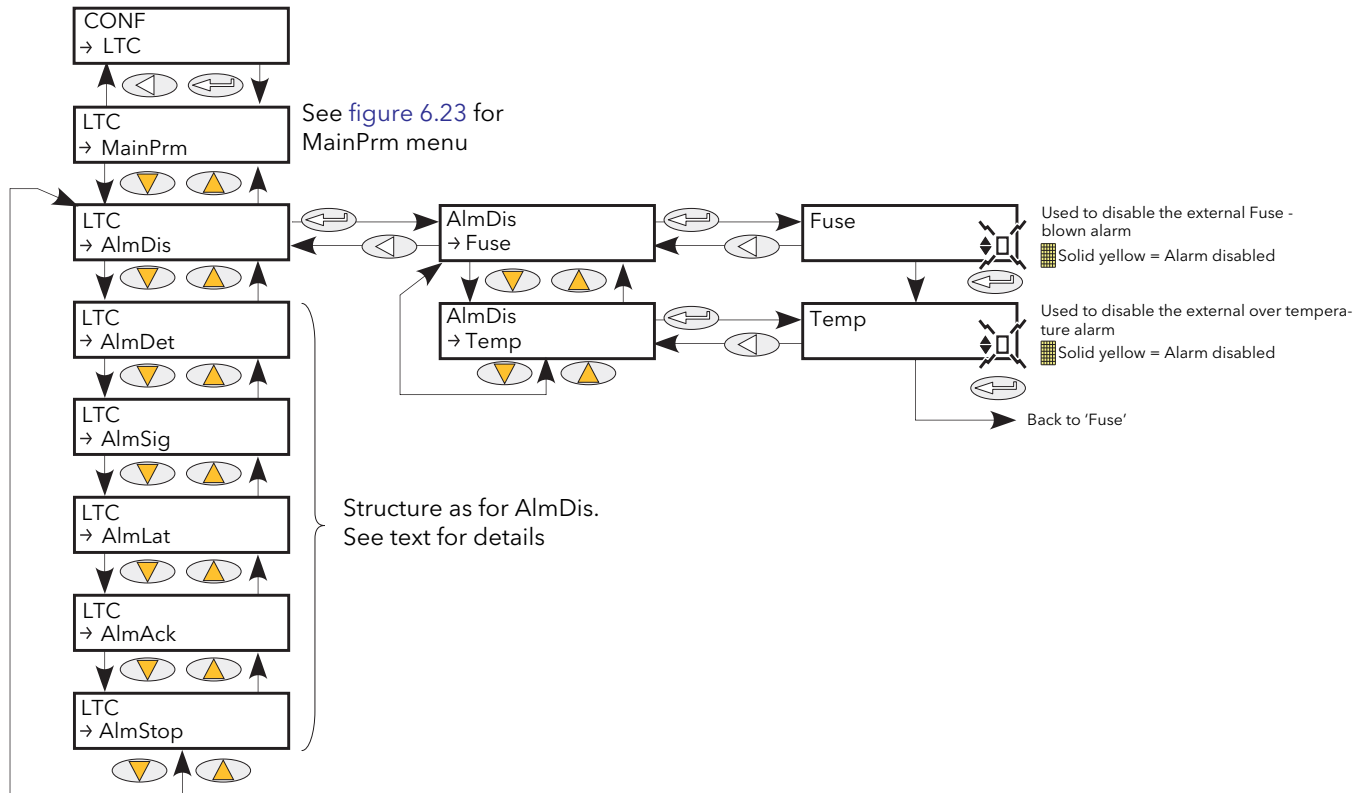 CONF
→ LTC
LTC
→ MainPrm
See figure 6.23 for
MainPrm menu
LTC
→ AlmDis
AlmDis
→ Fuse
Fuse
Used to disable the external Fuse -
blown alarm
Solid yellow = Alarm disabled
LTC
→ AlmDet
AlmDis
→ Temp
Temp
Used to disable the external over tempera-
ture alarm
Solid yellow = Alarm disabled
Back to ‘Fuse’
LTC
→ AlmSig
LTC
→ AlmLat
Structure as for AlmDis.
See text for details
LTC
→ AlmAck
LTC
→ AlmStop